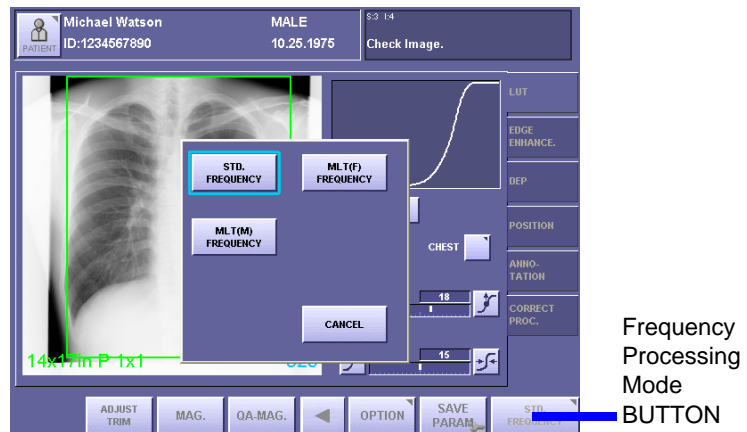 Michael Watson MALE
PATIENT ID:1234567890 10.25.1975
S:3 I:4
Check Image.
LUT
EDGE
ENHANCE.
DEP
POSITION
ANNO-
TATION
CORRECT
PROC.
STD.
FREQUENCY
MLT(F)
FREQUENCY
MLT(M)
FREQUENCY
CANCEL
CHEST
18
15
14x17in P 1x1
ADJUST
TRIM
MAG.
QA-MAG.
OPTION
SAVE
PARAM.
STD.
FREQUENCY
Frequency
Processing
Mode
BUTTON